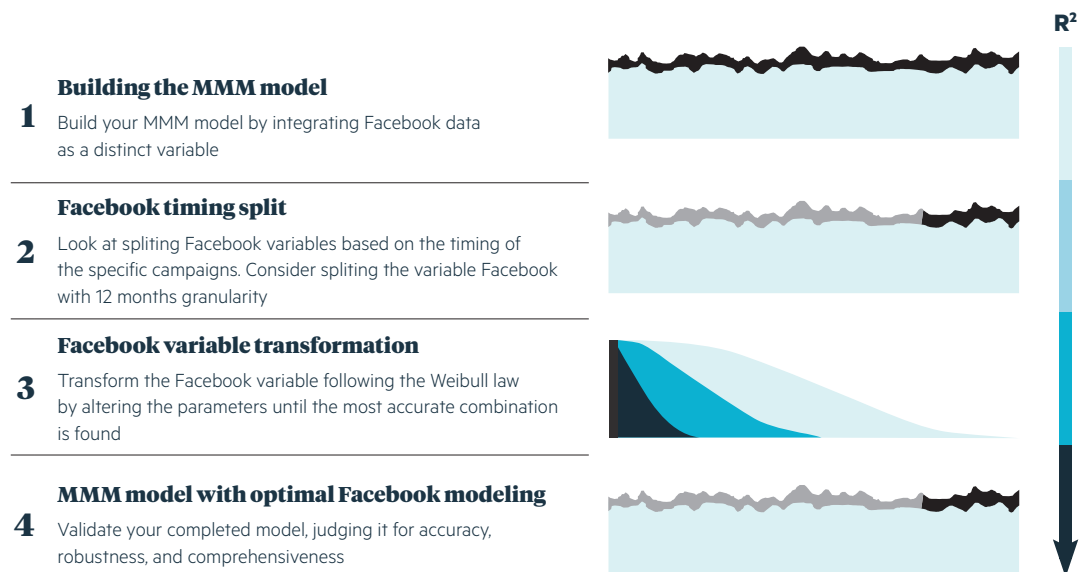 R²
1
Building the MMM model
Build your MMM model by integrating Facebook data
as a distinct variable
2
Facebook timing split
Look at spliting Facebook variables based on the timing of
the specific campaigns. Consider spliting the variable Facebook
with 12 months granularity
3
Facebook variable transformation
Transform the Facebook variable following the Weibull law
by altering the parameters until the most accurate combination
is found
4
MMM model with optimal Facebook modeling
Validate your completed model, judging it for accuracy,
robustness, and comprehensiveness